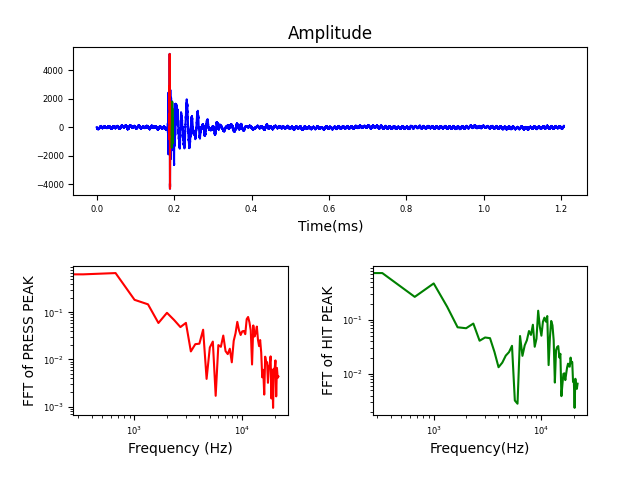 Amplitude
4000
2000
0
−2000
−4000
0.0 0.2 0.4 0.6 0.8 1.0 1.2
Time(ms)
FFT of PRESS PEAK
10⁻¹
10⁻²
10⁻³
10³ 10⁴
Frequency (Hz)
FFT of HIT PEAK
10⁻¹
10⁻²
10³ 10⁴
Frequency(Hz)